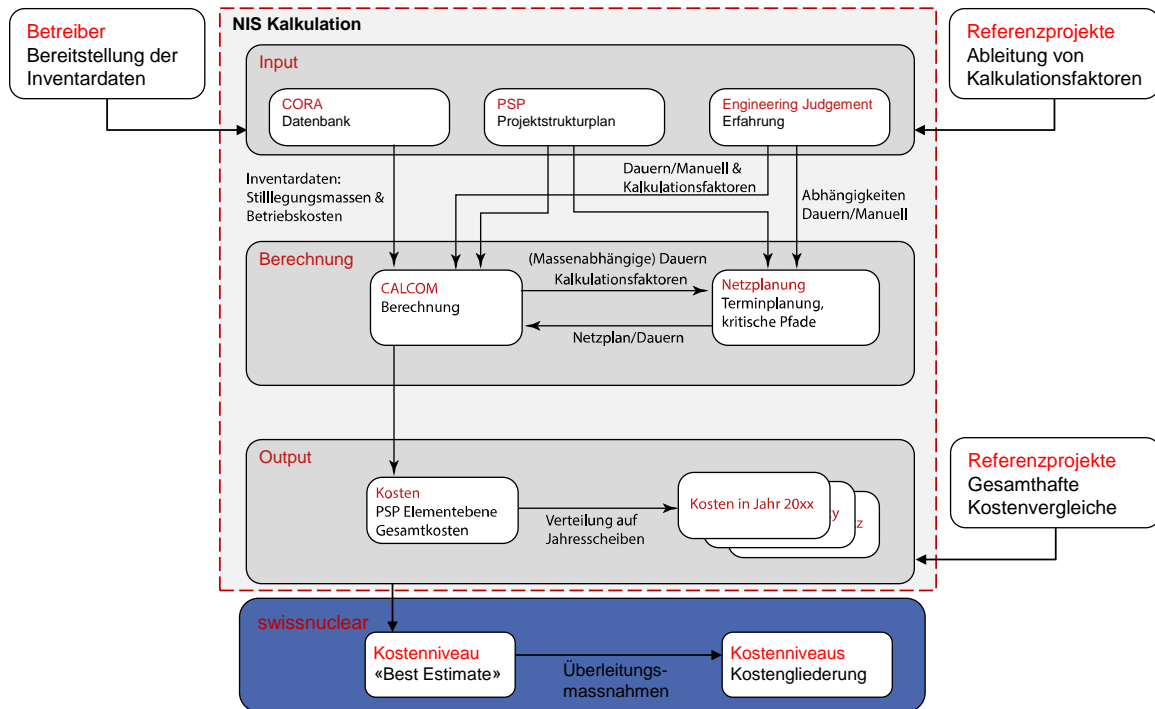 Betreiber
Bereitstellung der
Inventardaten
NIS Kalkulation
Referenzprojekte
Ableitung von
Kalkulationsfaktoren
Input
CORA
Datenbank
PSP
Projektstrukturplan
Engineering Judgement
Erfahrung
Inventardaten:
Stilllegungsmassen &
Betriebskosten
Dauern/Manuell &
Kalkulationsfaktoren
Abhängigkeiten
Dauern/Manuell
Berechnung
CALCOM
Berechnung
(Massenabhängige) Dauern
Kalkulationsfaktoren
Netzplan/Dauern
Netzplanung
Terminplanung,
kritische Pfade
Output
Kosten
PSP Elementebene
Gesamtkosten
Verteilung auf
Jahresscheiben
Kosten in Jahr 20xx
y
z
Referenzprojekte
Gesamthafte
Kostenvergleiche
swissnuclear
Kostenniveau
«Best Estimate»
Überleitungs-
massnahmen
Kostenniveaus
Kostengliederung